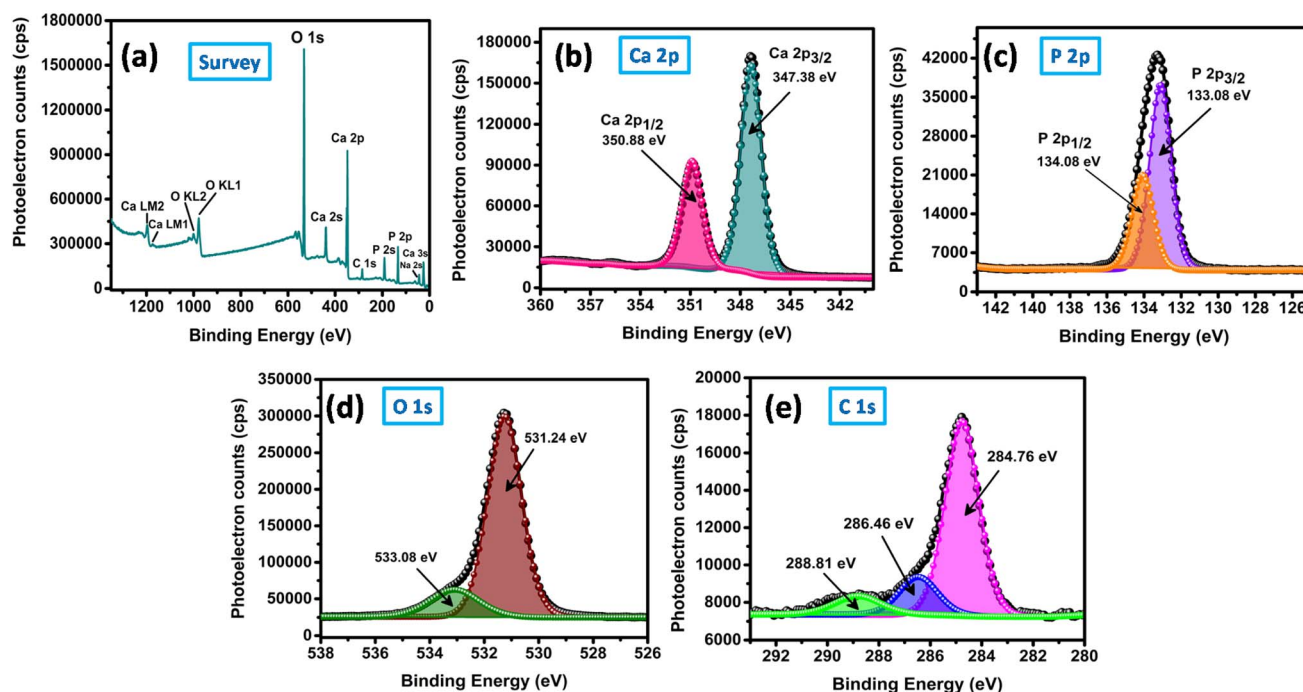 (a)
Survey
Photoelectron counts (cps)
1800000
1500000
1200000
900000
600000
300000
0
O 1s
Ca 2p
O KL1
O KL2
Ca LM2
Ca LM1
Ca 2s
P 2p
P 2s
Ca 3s
Na 2s
C 1s
1200 1000 800 600 400 200 0
Binding Energy (eV)
(b)
Ca 2p
Photoelectron counts (cps)
180000
150000
120000
90000
60000
30000
0
Ca 2p3/2
347.38 eV
Ca 2p1/2
350.88 eV
360 357 354 351 348 345 342
Binding Energy (eV)
(c)
P 2p
Photoelectron counts (cps)
42000
35000
28000
21000
14000
7000
0
P 2p3/2
133.08 eV
P 2p1/2
134.08 eV
142 140 138 136 134 132 130 128 126
Binding Energy (eV)
(d)
O 1s
Photoelectron counts (cps)
350000
300000
250000
200000
150000
100000
50000
0
531.24 eV
533.08 eV
538 536 534 532 530 528 526
Binding Energy (eV)
(e)
C 1s
Photoelectron counts (cps)
20000
18000
16000
14000
12000
10000
8000
6000
284.76 eV
286.46 eV
288.81 eV
292 290 288 286 284 282 280
Binding Energy (eV)